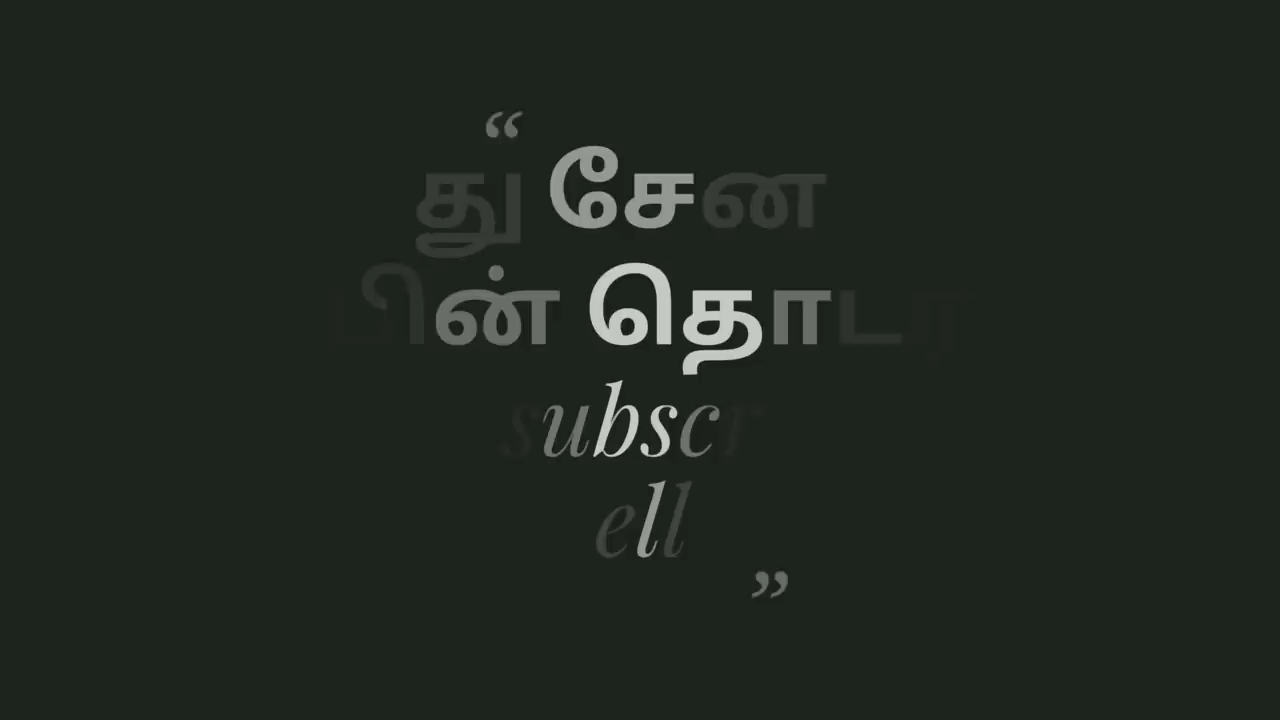 “
து சேன
பின் தொடர
subscr
ell
”